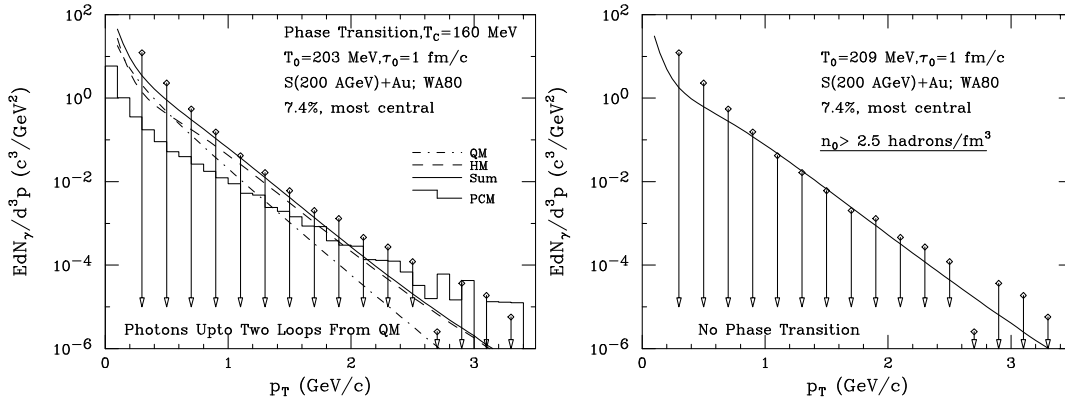 Phase Transition,T_C=160 MeV
T_0=203 MeV,τ_0=1 fm/c
S(200 AGeV)+Au; WA80
7.4%, most central
QM
HM
Sum
PCM
Photons Upto Two Loops From QM
EdN_γ/d^3p (c^3/GeV^2)
10^2
10^0
10^-2
10^-4
10^-6
0 1 2 3
p_T (GeV/c)
T_0=209 MeV,τ_0=1 fm/c
S(200 AGeV)+Au; WA80
7.4%, most central
n_0> 2.5 hadrons/fm^3
No Phase Transition
EdN_γ/d^3p (c^3/GeV^2)
10^2
10^0
10^-2
10^-4
10^-6
0 1 2 3
p_T (GeV/c)